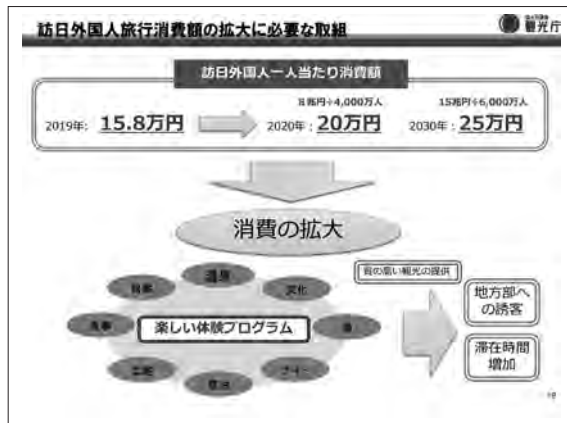 訪日外国人旅行消費額の拡大に必要な取組
観光庁
訪日外国人一人当たり消費額
8兆円÷4,000万人
15兆円÷6,000万人
2019年: 15.8万円
2020年：20万円
2030年：25万円
消費の拡大
質の高い観光の提供
楽しい体験プログラム
温泉
文化
地方部へ
の誘客
滞在時間
増加